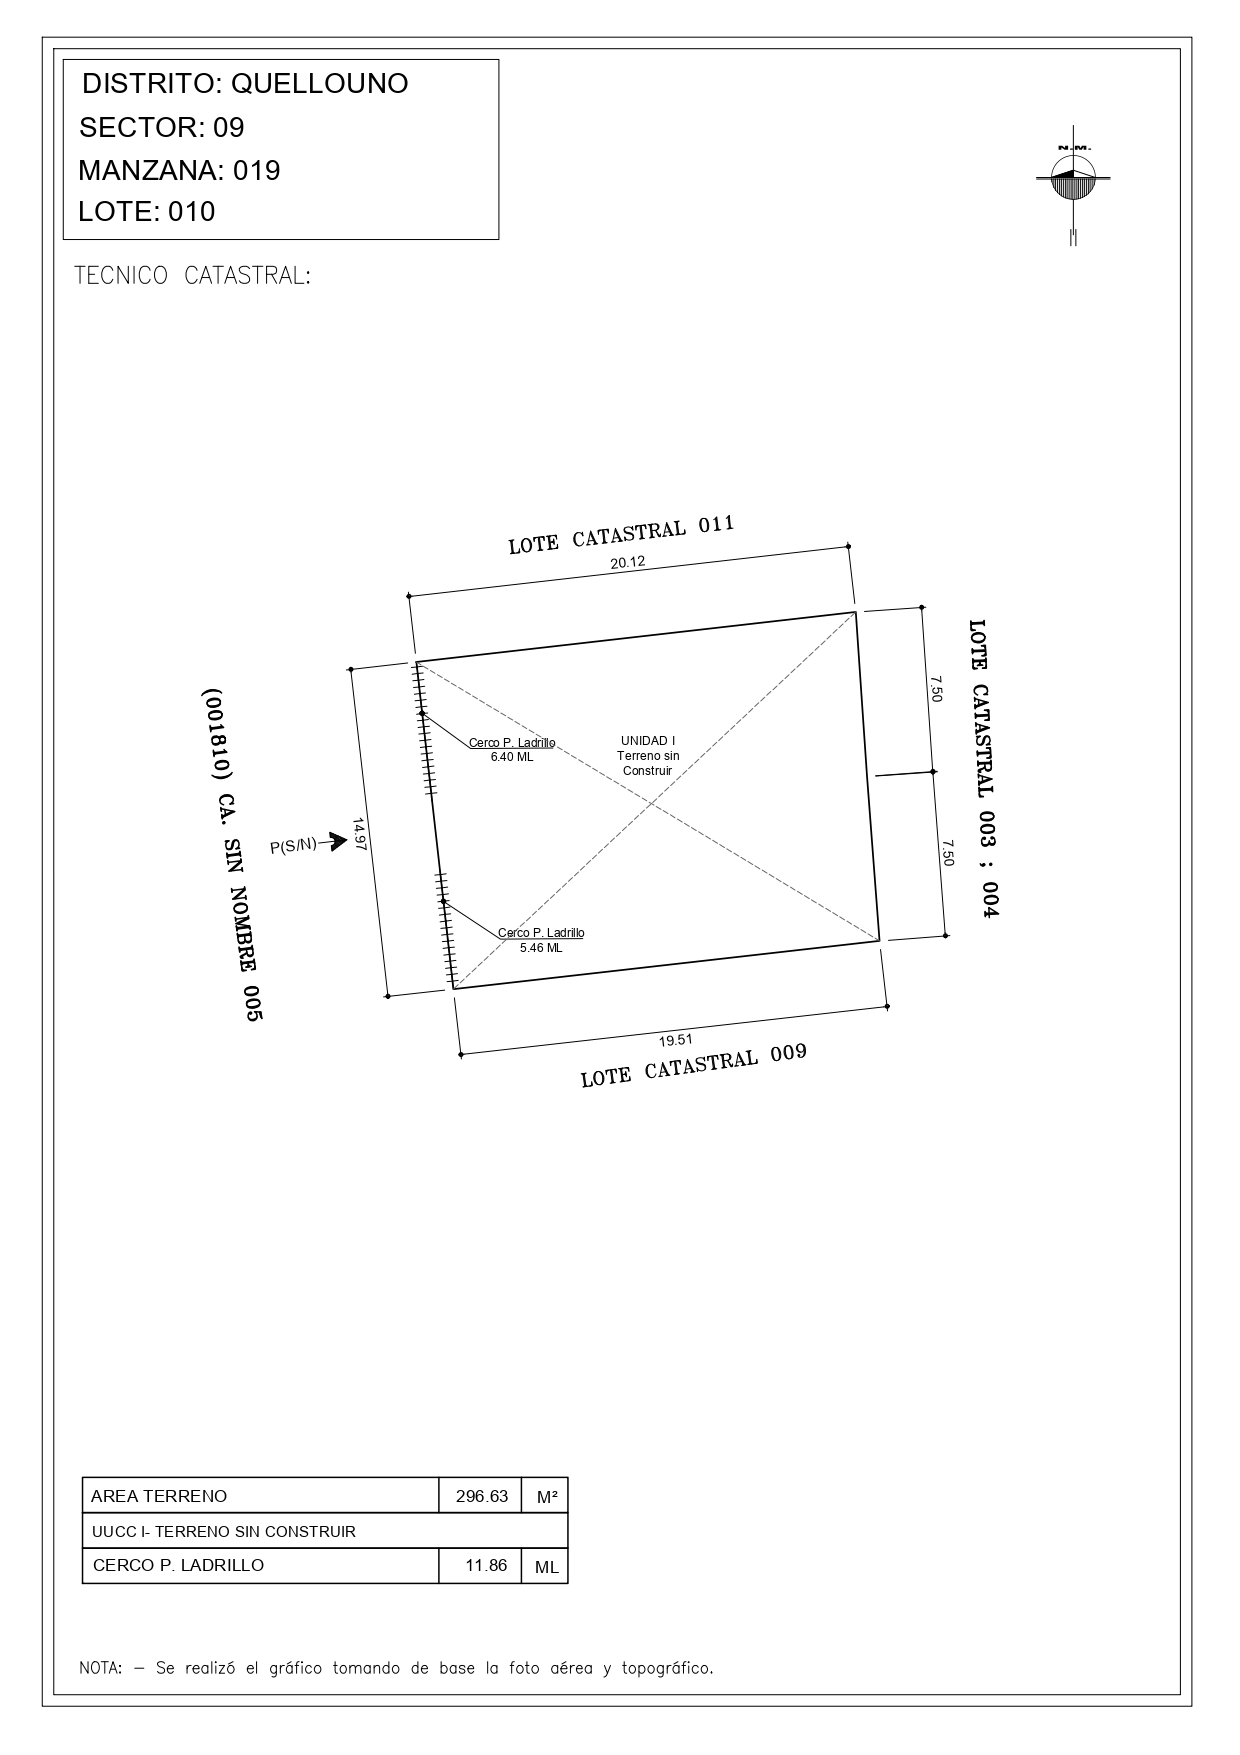 DISTRITO: QUELLOUNO
SECTOR: 09
MANZANA: 019
LOTE: 010
N.M.
TECNICO CATASTRAL:
LOTE CATASTRAL 011
20.12
7.50
LOTE CATASTRAL 003 ; 004
7.50
(001810) CA. SIN NOMBRE 005
P(S/N)
14.97
Cerco P. Ladrillo
6.40 ML
UNIDAD I
Terreno sin
Construir
Cerco P. Ladrillo
5.46 ML
19.51
LOTE CATASTRAL 009
AREA TERRENO 296.63 M²
UUCC I- TERRENO SIN CONSTRUIR
CERCO P. LADRILLO 11.86 ML
NOTA: – Se realizó el gráfico tomando de base la foto aérea y topográfico.